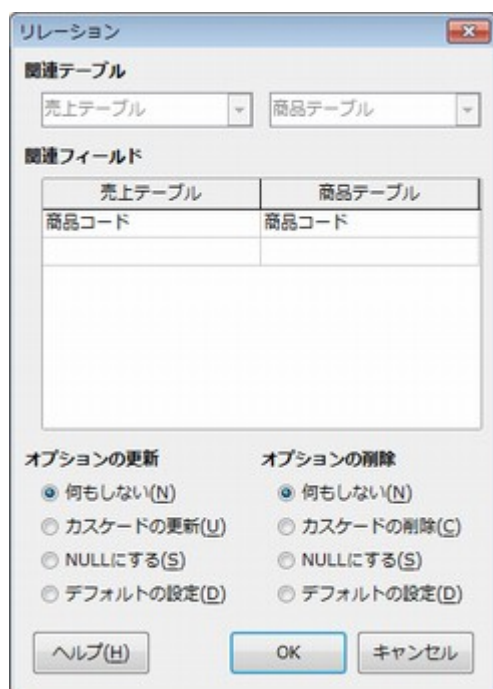 リレーション
関連テーブル
売上テーブル 商品テーブル
関連フィールド
売上テーブル 商品テーブル
商品コード 商品コード
オプションの更新 オプションの削除
何もしない(N) 何もしない(N)
カスケードの更新(U) カスケードの削除(C)
NULLにする(S) NULLにする(S)
デフォルトの設定(D) デフォルトの設定(D)
ヘルプ(H) OK キャンセル